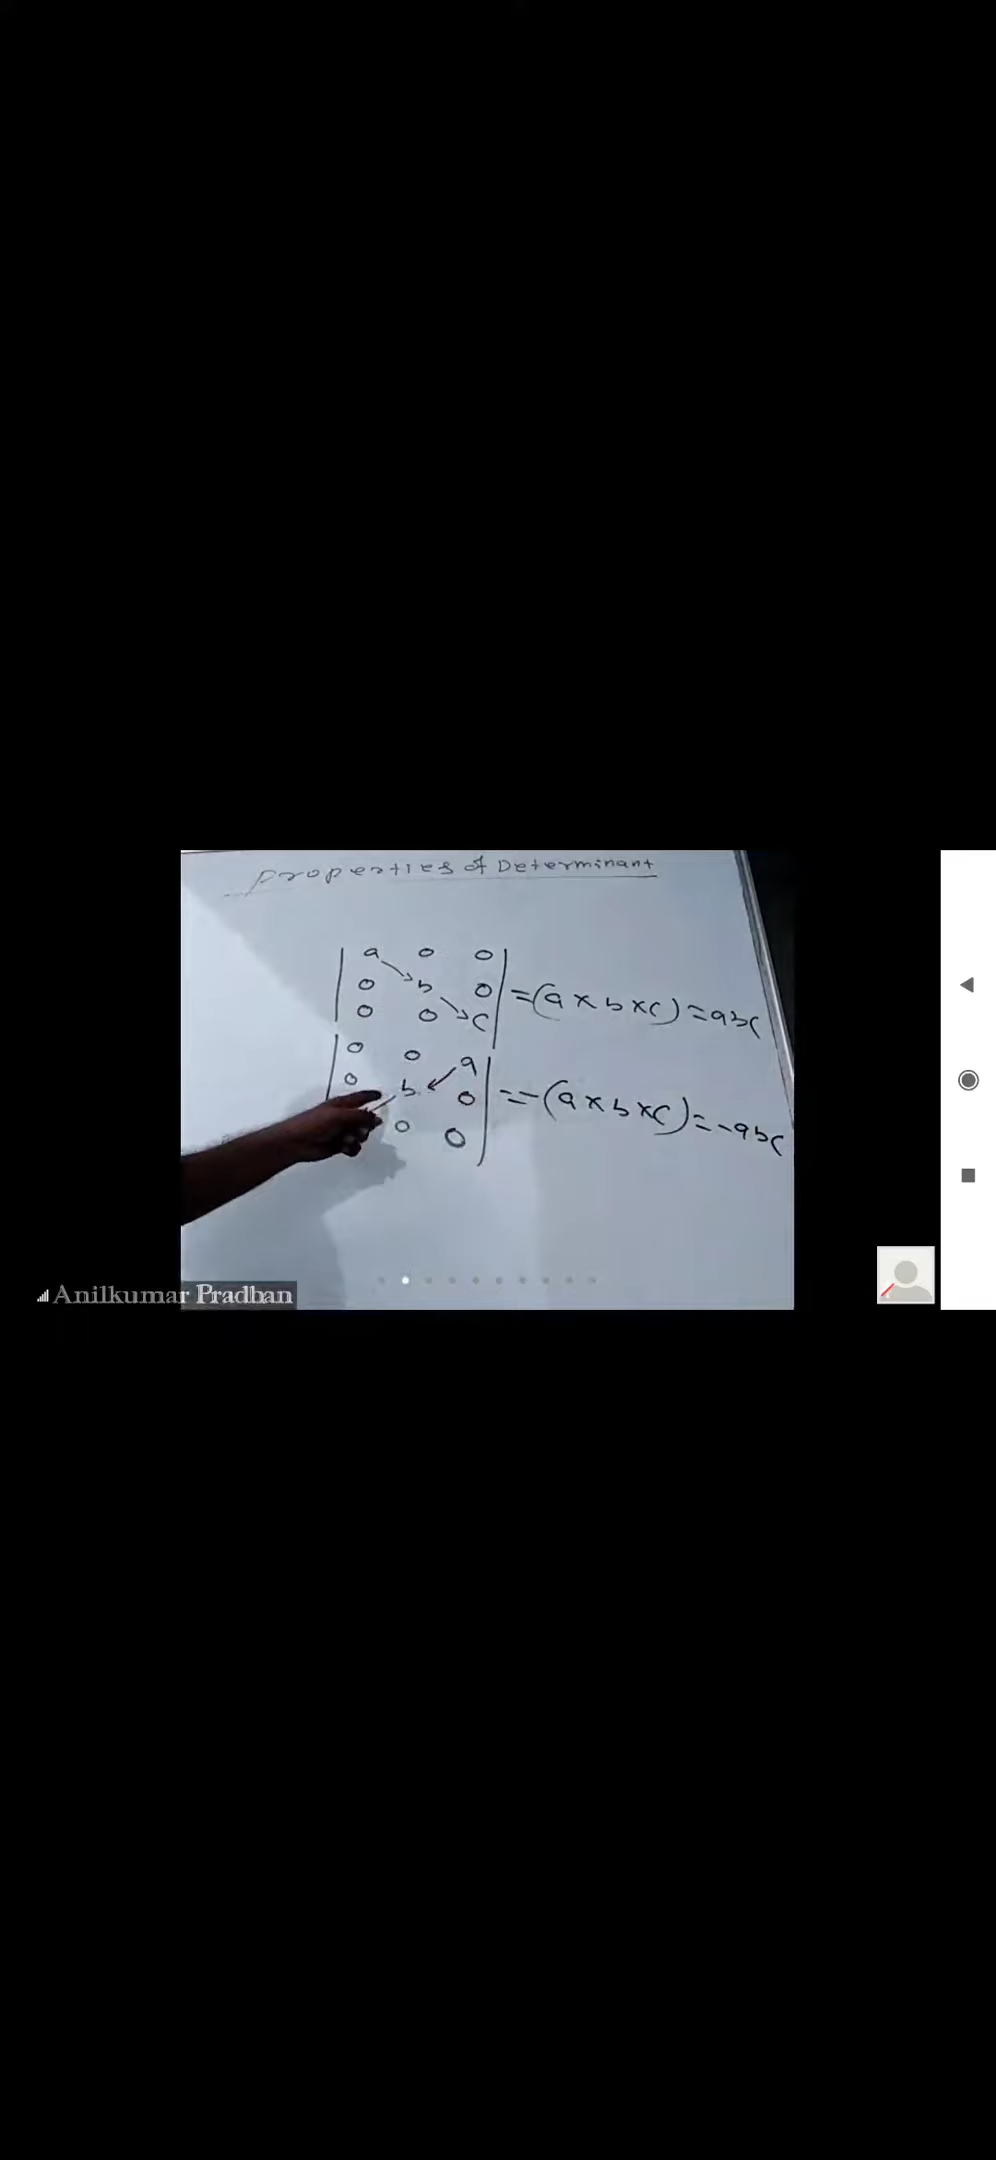 Properties of Determinant
a 0 0
0 b 0 =(a×b×c)=abc
0 0 c
0 0 a
0 b 0 =-(a×b×c)=-abc
0 0
Anilkumar Pradhan